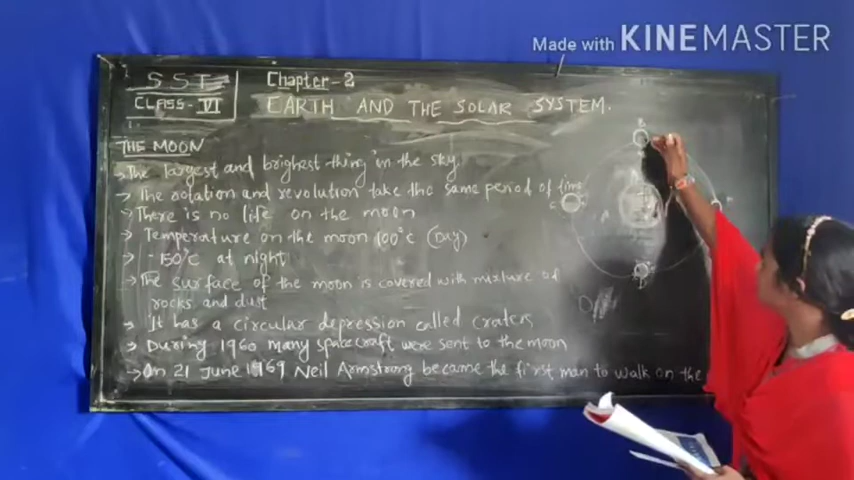 Made with KINEMASTER
SST
CLASS-VI
Chapter-2
EARTH AND THE SOLAR SYSTEM.
THE MOON
→ The largest and brighest thing in the sky.
→ The rotation and revolution take the same period of time
→ There is no life on the moon
→ Temperature on the moon 100°c (Day)
→ -150°c at night
→ The surface of the moon is covered with mixture of
rocks and dust
→ It has a circular depression called craters
→ During 1960 many spacecraft were sent to the moon
→ On 21 June 1969 Neil Armstrong became the first man to walk on the
B
C
A
D